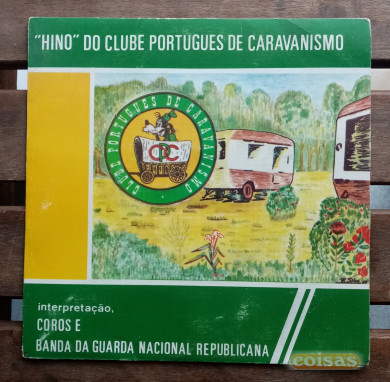 "HINO" DO CLUBE PORTUGUES DE CARAVANISMO
CLUBE PORTUGUES DE CARAVANISMO
CPC
interpretação,
COROS E
BANDA DA GUARDA NACIONAL REPUBLICANA
coisas